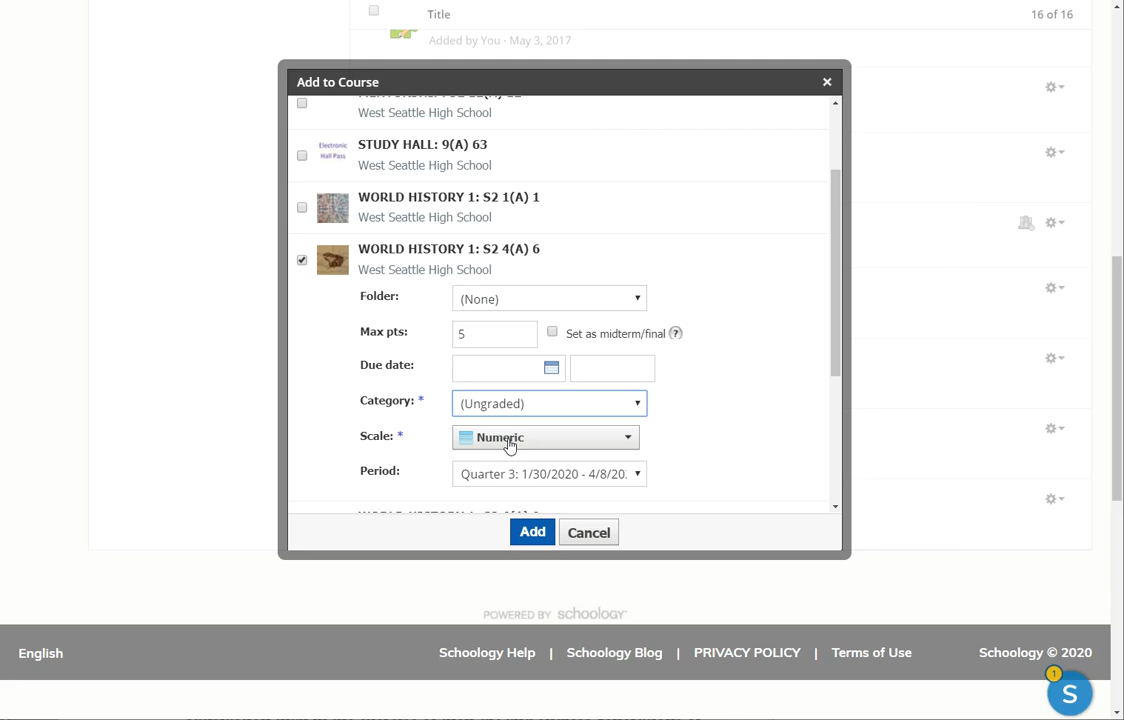 Title
16 of 16
Added by You · May 3, 2017
Add to Course
×
West Seattle High School
Electronic
Hall Pass
STUDY HALL: 9(A) 63
West Seattle High School
WORLD HISTORY 1: S2 1(A) 1
West Seattle High School
WORLD HISTORY 1: S2 4(A) 6
West Seattle High School
Folder:
(None)
Max pts:
5
Set as midterm/final
?
Due date:
Category: *
(Ungraded)
Scale: *
Numeric
Period:
Quarter 3: 1/30/2020 - 4/8/20
Add
Cancel
POWERED BY schoology
English
Schoology Help | Schoology Blog | PRIVACY POLICY | Terms of Use
Schoology © 2020
1
S